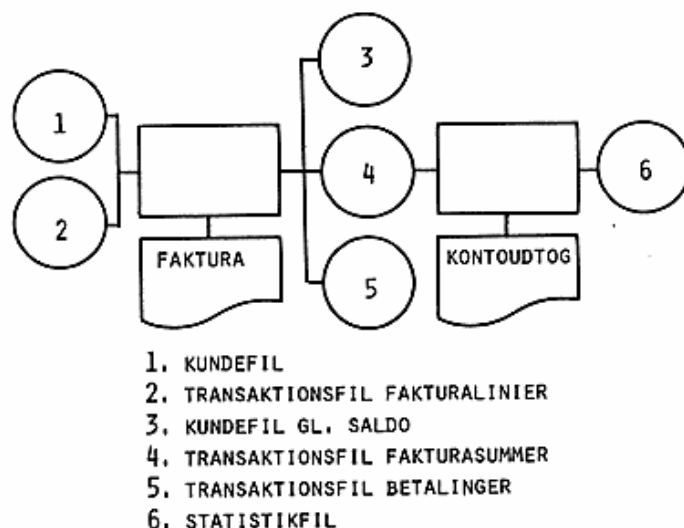 3
1
4
6
2
FAKTURA
KONTOUDTOG
5
1. KUNDEFIL
2. TRANSAKTIONSFIL FAKTURALINIER
3. KUNDEFIL GL. SALDO
4. TRANSAKTIONSFIL FAKTURASUMMER
5. TRANSAKTIONSFIL BETALINGER
6. STATISTIKFIL